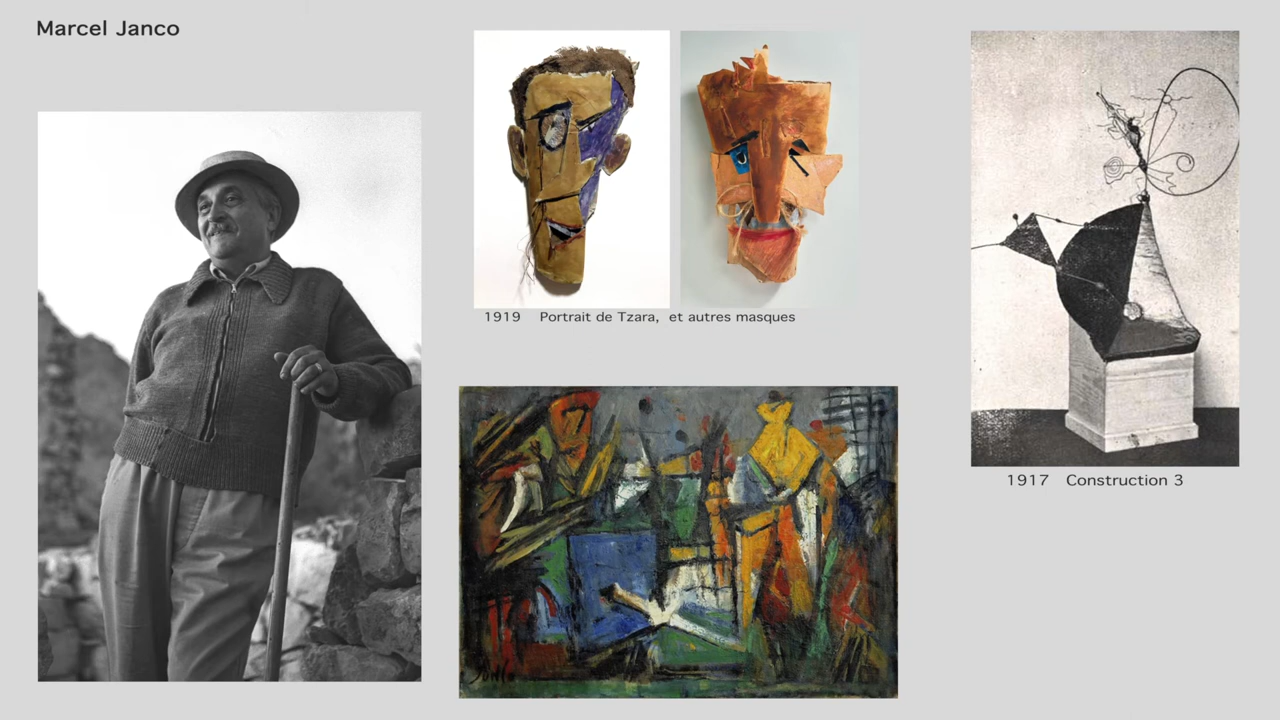 Marcel Janco
1919 Portrait de Tzara, et autres masques
1917 Construction 3